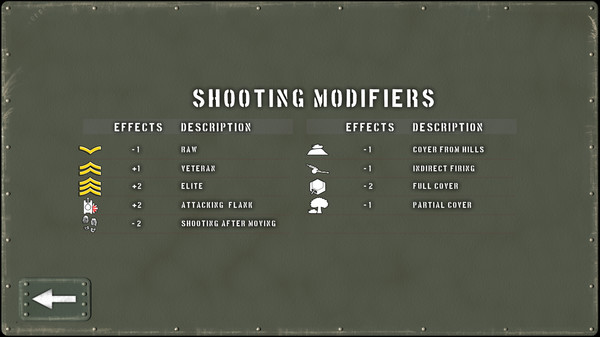 SHOOTING MODIFIERS
EFFECTS DESCRIPTION
-1 RAW
+1 VETERAN
+2 ELITE
+2 ATTACKING FLANK
-2 SHOOTING AFTER MOVING
EFFECTS DESCRIPTION
-1 COVER FROM HILLS
-1 INDIRECT FIRING
-2 FULL COVER
-1 PARTIAL COVER